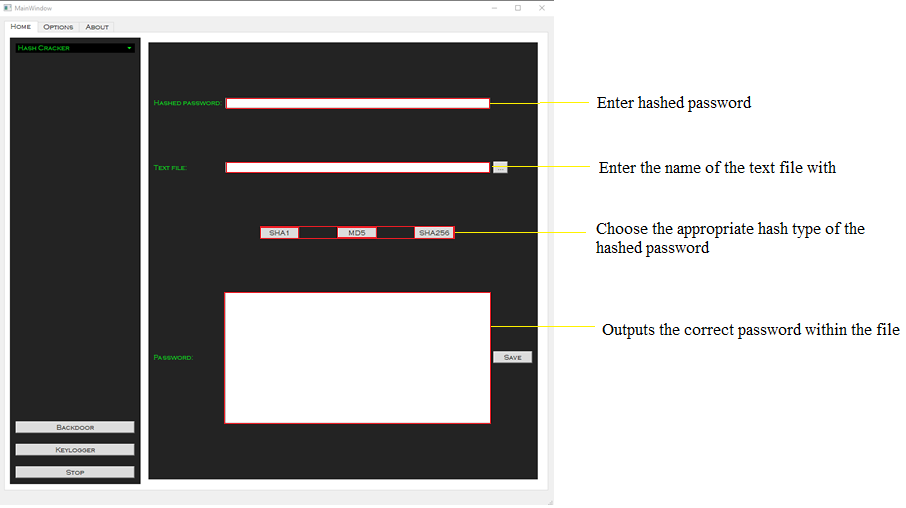 MainWindow
Home Options About
Hash Cracker
Hashed password:
Enter hashed password
Text file:
...
Enter the name of the text file with
SHA1 MD5 SHA256
Choose the appropriate hash type of the
hashed password
Outputs the correct password within the file
Password:
Save
Backdoor
Keylogger
Stop